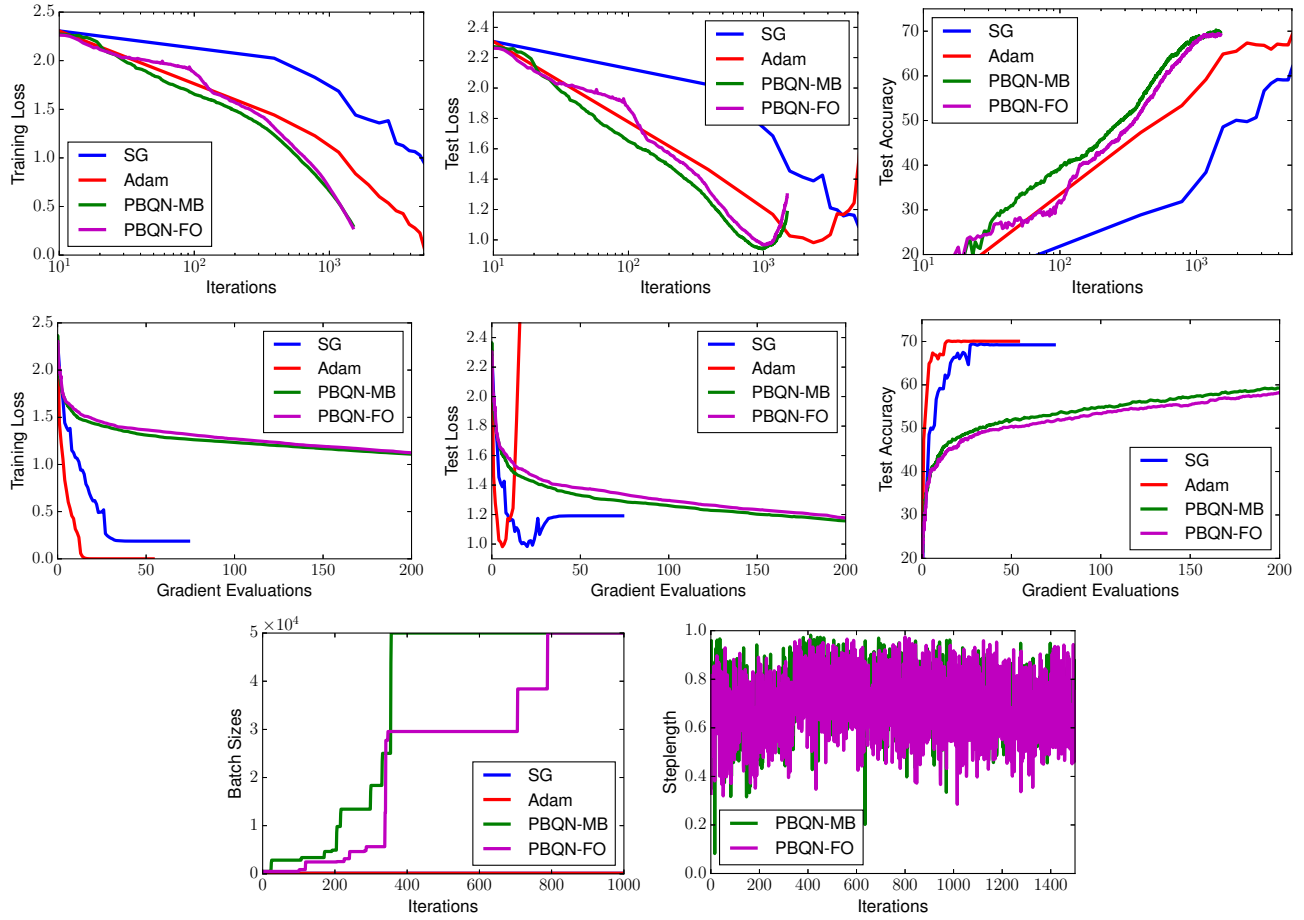 2.5
2.0
1.5
1.0
0.5
0.0
Training Loss
10^1
10^2
10^3
Iterations
SG
Adam
PBQN-MB
PBQN-FO
2.4
2.2
2.0
1.8
1.6
1.4
1.2
1.0
Test Loss
10^1
10^2
10^3
Iterations
SG
Adam
PBQN-MB
PBQN-FO
70
60
50
40
30
20
Test Accuracy
10^1
10^2
10^3
Iterations
SG
Adam
PBQN-MB
PBQN-FO
2.5
2.0
1.5
1.0
0.5
0.0
Training Loss
0 50 100 150 200
Gradient Evaluations
SG
Adam
PBQN-MB
PBQN-FO
2.4
2.2
2.0
1.8
1.6
1.4
1.2
1.0
Test Loss
0 50 100 150 200
Gradient Evaluations
SG
Adam
PBQN-MB
PBQN-FO
70
60
50
40
30
20
Test Accuracy
0 50 100 150 200
Gradient Evaluations
SG
Adam
PBQN-MB
PBQN-FO
×10^4
5
4
3
2
1
0
Batch Sizes
0 200 400 600 800 1000
Iterations
SG
Adam
PBQN-MB
PBQN-FO
1.0
0.8
0.6
0.4
0.2
0.0
Steplength
0 200 400 600 800 1000 1200 1400
Iterations
PBQN-MB
PBQN-FO